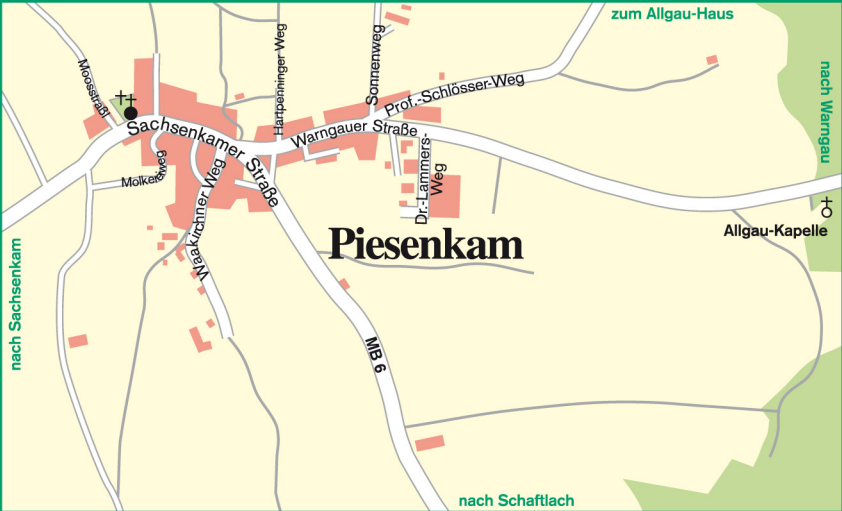 zum Allgau-Haus
Moosstraßl
Hartpenninger Weg
Sonnenweg
Prof.-Schlösser-Weg
nach Warngau
Sachsenkamer Straße
Warngauer Straße
Molkereiweg
Waakirchner Weg
Dr.-Lammers-
Weg
Piesenkam
Allgau-Kapelle
nach Sachsenkam
MB 6
nach Schaftlach